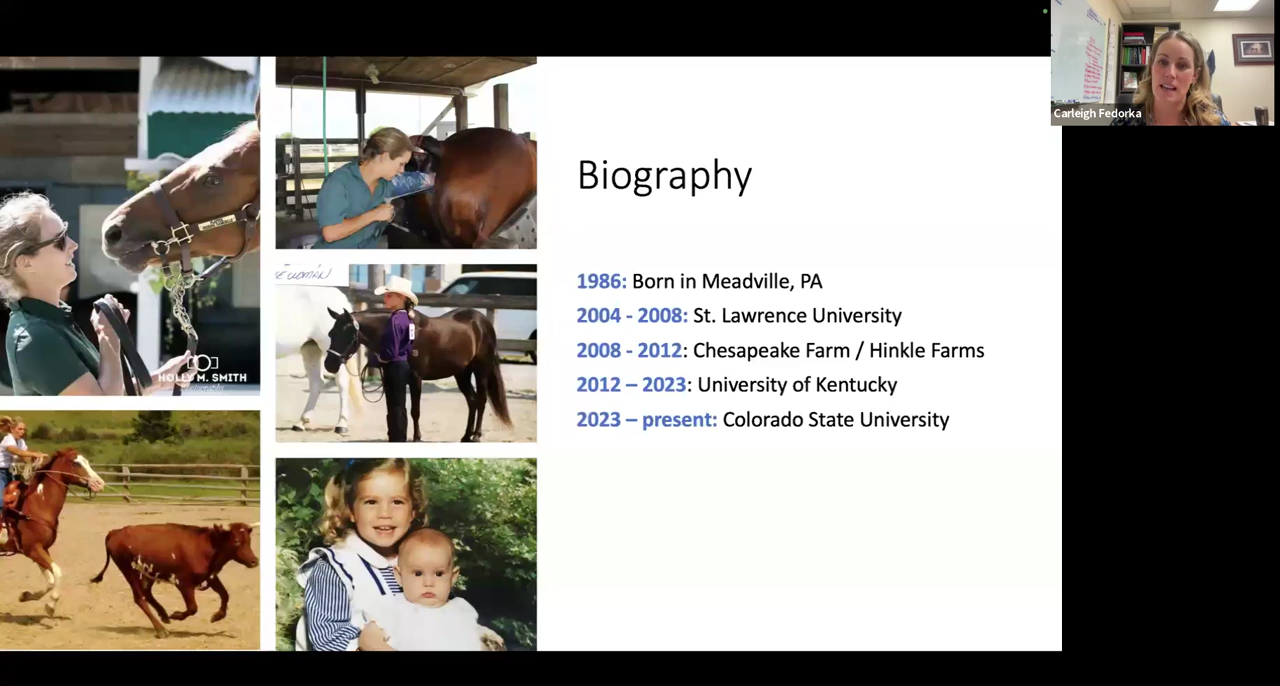 Carleigh Fedorka
Biography
1986: Born in Meadville, PA
2004 - 2008: St. Lawrence University
2008 - 2012: Chesapeake Farm / Hinkle Farms
2012 – 2023: University of Kentucky
2023 – present: Colorado State University
HOLLY M. SMITH